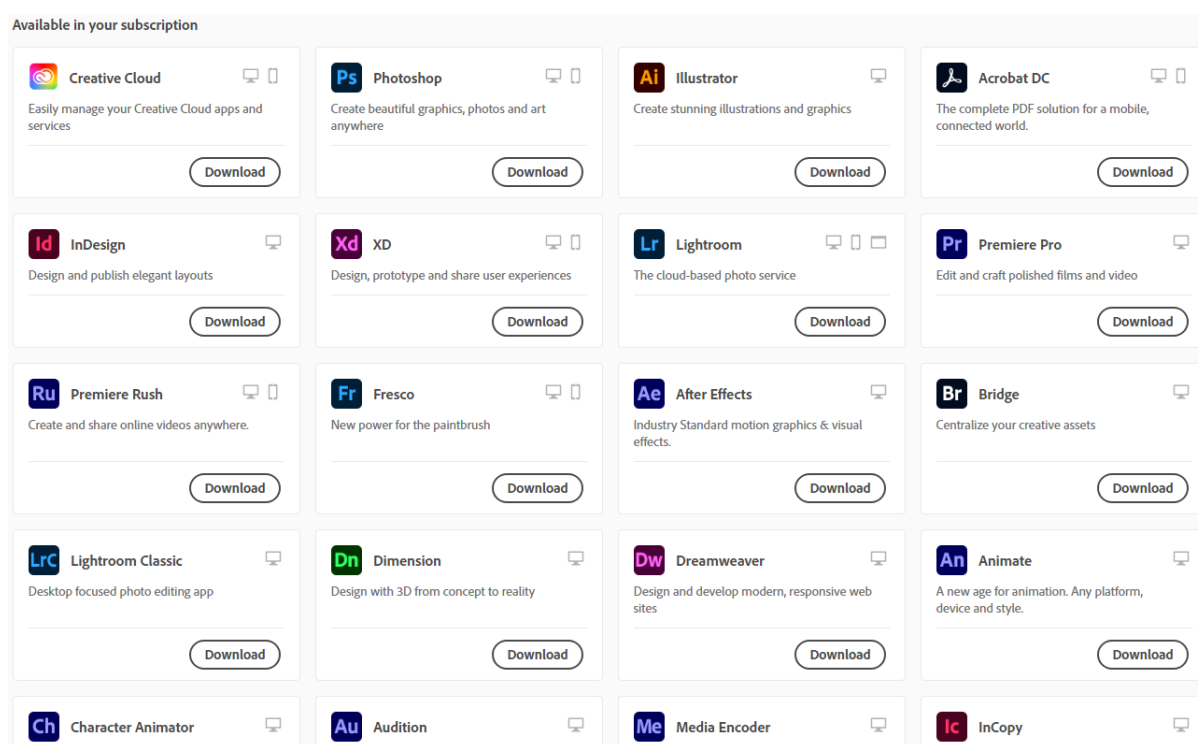 Available in your subscription
Creative Cloud
Easily manage your Creative Cloud apps and
services
Download
Ps Photoshop
Create beautiful graphics, photos and art
anywhere
Download
Ai Illustrator
Create stunning illustrations and graphics
Download
Acrobat DC
The complete PDF solution for a mobile,
connected world.
Download
Id InDesign
Design and publish elegant layouts
Download
Xd XD
Design, prototype and share user experiences
Download
Lr Lightroom
The cloud-based photo service
Download
Pr Premiere Pro
Edit and craft polished films and video
Download
Ru Premiere Rush
Create and share online videos anywhere.
Download
Fr Fresco
New power for the paintbrush
Download
Ae After Effects
Industry Standard motion graphics & visual
effects.
Download
Br Bridge
Centralize your creative assets
Download
LrC Lightroom Classic
Desktop focused photo editing app
Download
Dn Dimension
Design with 3D from concept to reality
Download
Dw Dreamweaver
Design and develop modern, responsive web
sites
Download
An Animate
A new age for animation. Any platform,
device and style.
Download
Ch Character Animator
Au Audition
Me Media Encoder
Ic InCopy